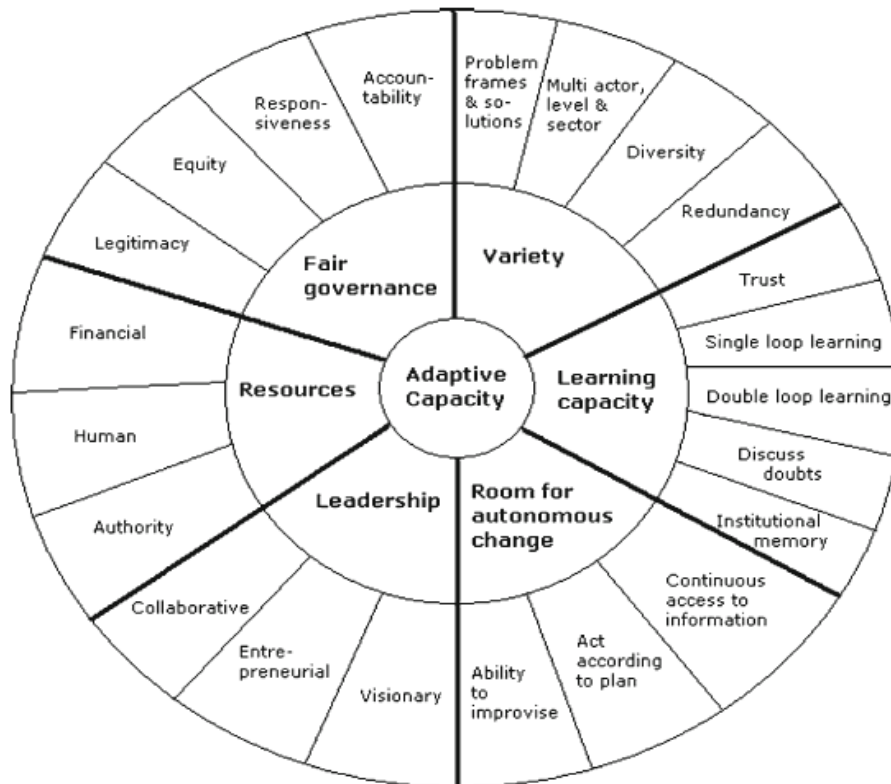 Adaptive
Capacity
Variety
Problem
frames
& so-
lutions
Multi actor,
level &
sector
Diversity
Redundancy
Learning
capacity
Trust
Single loop learning
Double loop learning
Discuss
doubts
Institutional
memory
Room for
autonomous
change
Continuous
access to
information
Act
according
to plan
Ability
to
improvise
Leadership
Visionary
Entre-
preneurial
Collaborative
Resources
Authority
Human
Financial
Fair
governance
Legitimacy
Equity
Respon-
siveness
Accoun-
tability